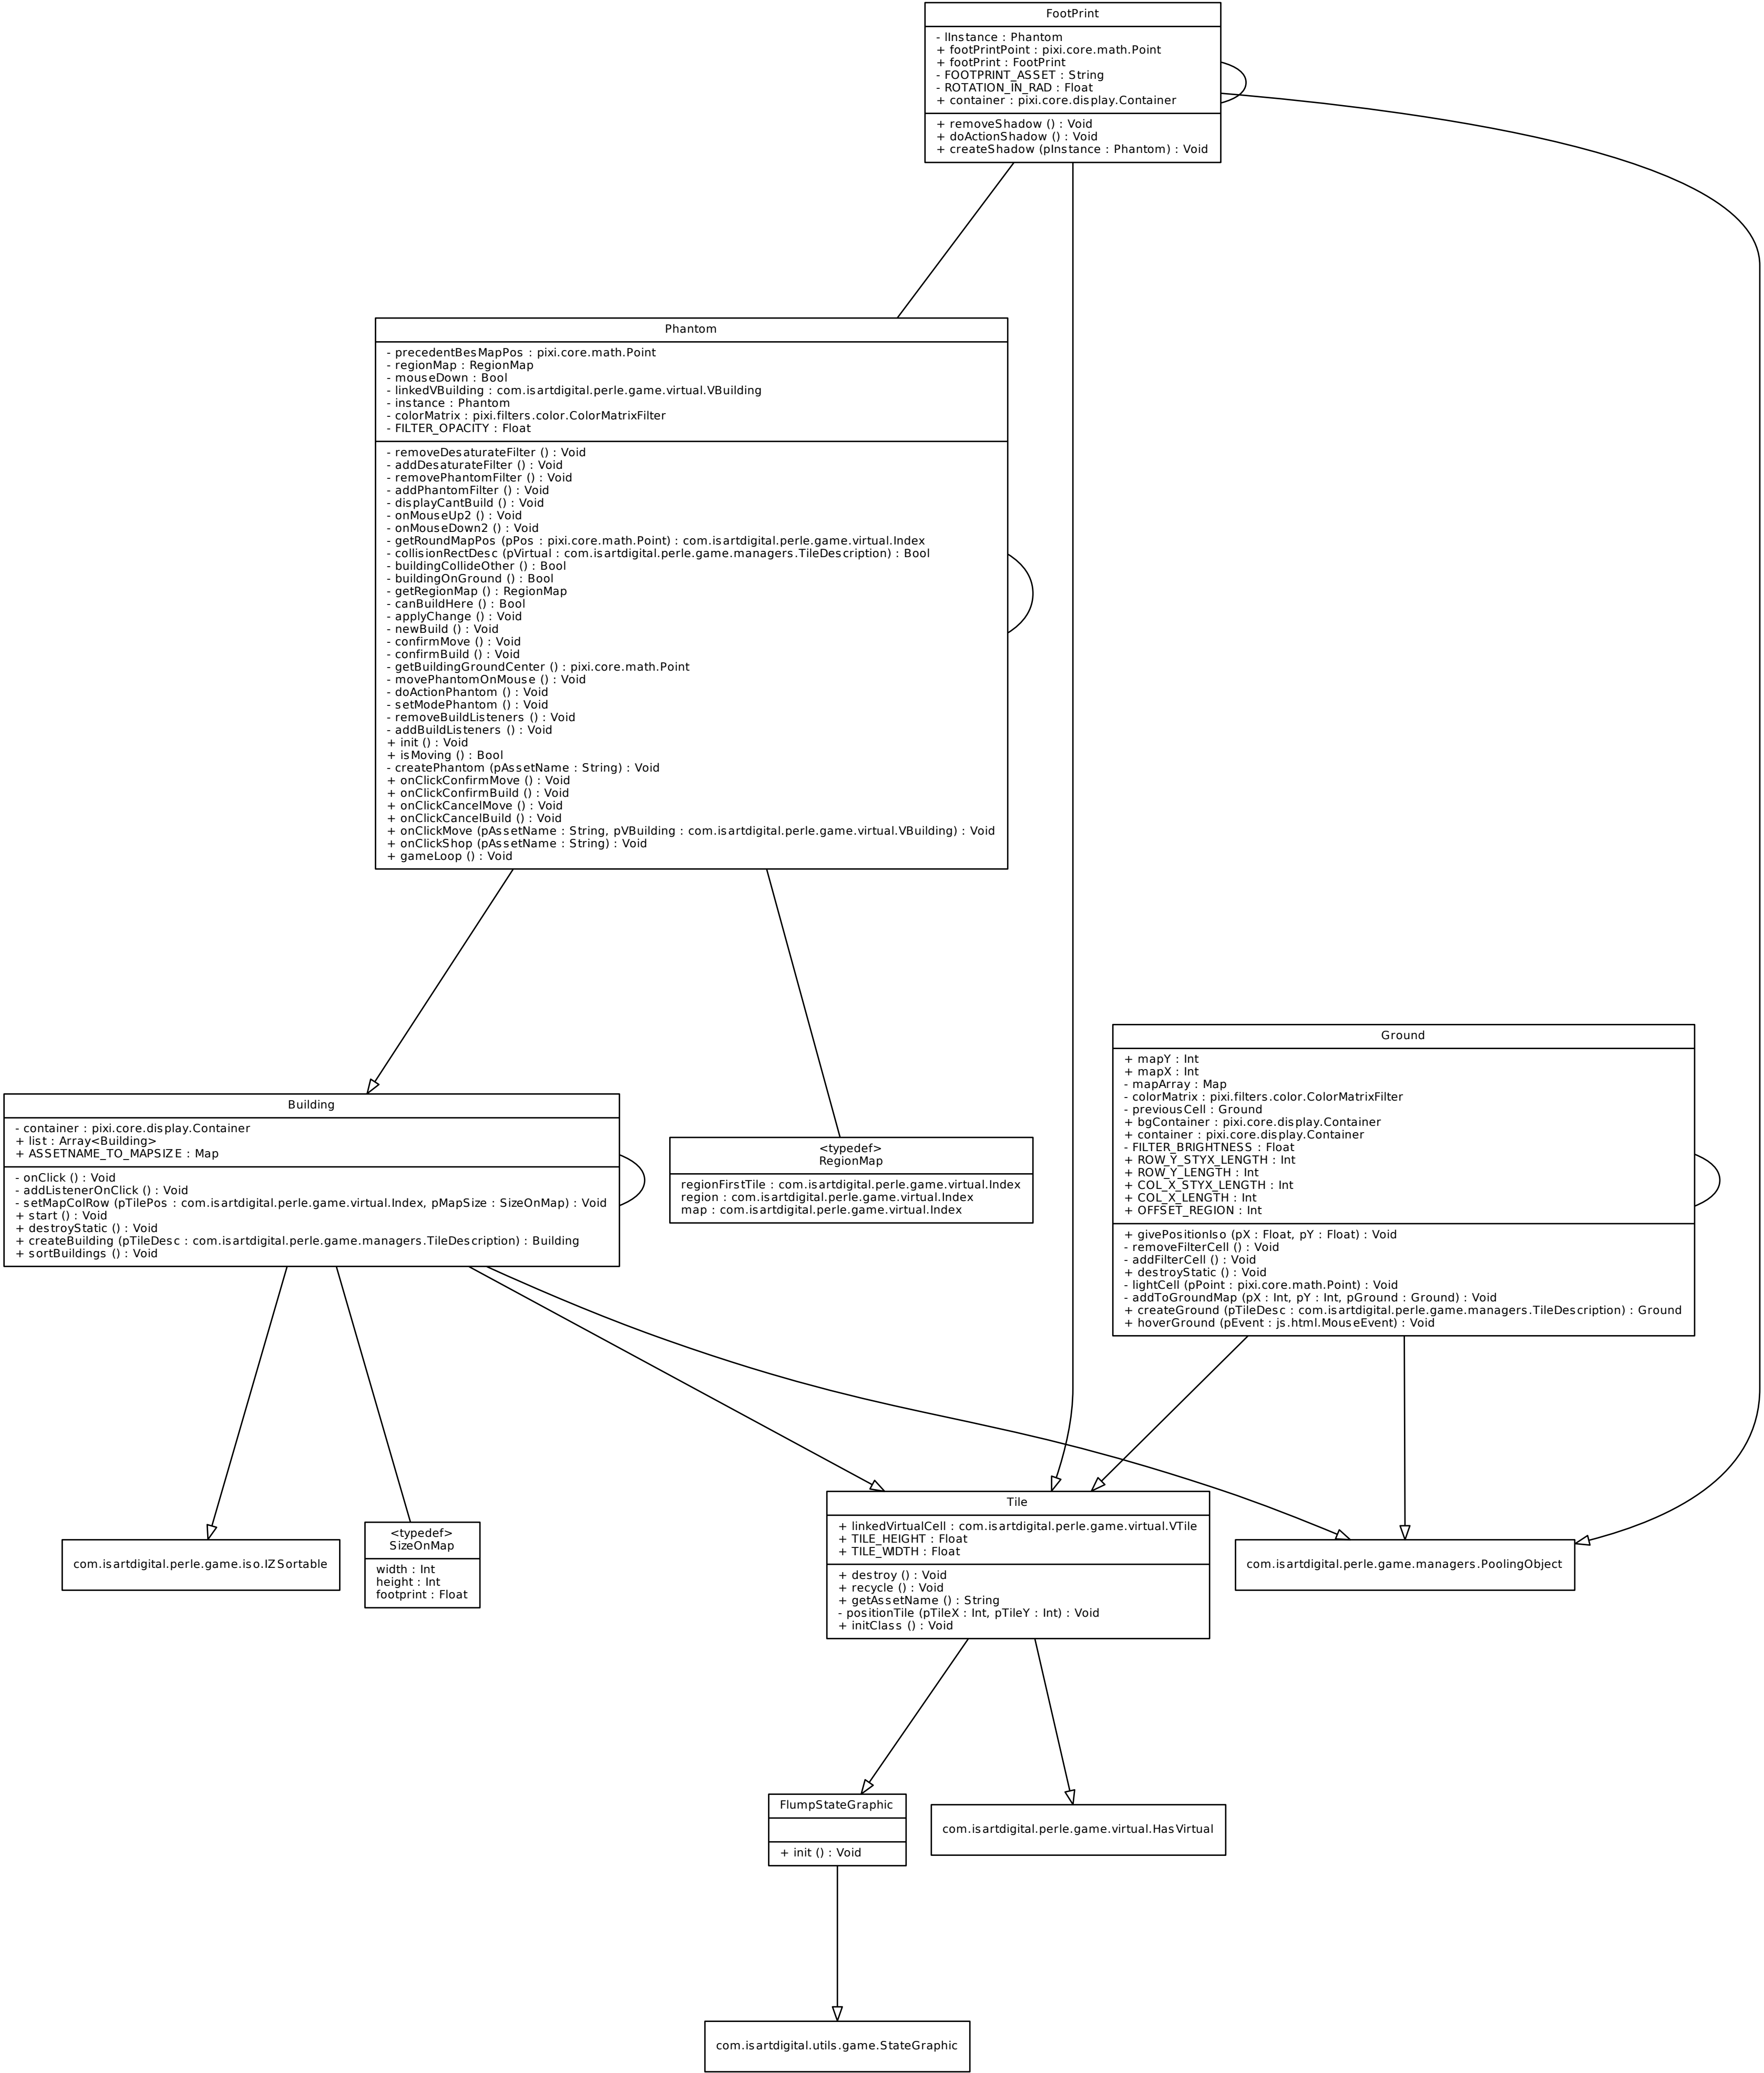 FootPrint
- lInstance : Phantom
+ footPrintPoint : pixi.core.math.Point
+ footPrint : FootPrint
- FOOTPRINT_ASSET : String
- ROTATION_IN_RAD : Float
+ container : pixi.core.display.Container
+ removeShadow () : Void
+ doActionShadow () : Void
+ createShadow (pInstance : Phantom) : Void
Phantom
- precedentBesMapPos : pixi.core.math.Point
- regionMap : RegionMap
- mouseDown : Bool
- linkedVBuilding : com.isartdigital.perle.game.virtual.VBuilding
- instance : Phantom
- colorMatrix : pixi.filters.color.ColorMatrixFilter
- FILTER_OPACITY : Float
- removeDesaturateFilter () : Void
- addDesaturateFilter () : Void
- removePhantomFilter () : Void
- addPhantomFilter () : Void
- displayCantBuild () : Void
- onMouseUp2 () : Void
- onMouseDown2 () : Void
- getRoundMapPos (pPos : pixi.core.math.Point) : com.isartdigital.perle.game.virtual.Index
- collisionRectDesc (pVirtual : com.isartdigital.perle.game.managers.TileDescription) : Bool
- buildingCollideOther () : Bool
- buildingOnGround () : Bool
- getRegionMap () : RegionMap
- canBuildHere () : Bool
- applyChange () : Void
- newBuild () : Void
- confirmMove () : Void
- confirmBuild () : Void
- getBuildingGroundCenter () : pixi.core.math.Point
- movePhantomOnMouse () : Void
- doActionPhantom () : Void
- setModePhantom () : Void
- removeBuildListeners () : Void
- addBuildListeners () : Void
+ init () : Void
+ isMoving () : Bool
- createPhantom (pAssetName : String) : Void
+ onClickConfirmMove () : Void
+ onClickConfirmBuild () : Void
+ onClickCancelMove () : Void
+ onClickCancelBuild () : Void
+ onClickMove (pAssetName : String, pVBuilding : com.isartdigital.perle.game.virtual.VBuilding) : Void
+ onClickShop (pAssetName : String) : Void
+ gameLoop () : Void
Ground
+ mapY : Int
+ mapX : Int
- mapArray : Map
- colorMatrix : pixi.filters.color.ColorMatrixFilter
- previousCell : Ground
+ bgContainer : pixi.core.display.Container
+ container : pixi.core.display.Container
- FILTER_BRIGHTNESS : Float
+ ROW_Y_STYX_LENGTH : Int
+ ROW_Y_LENGTH : Int
+ COL_X_STYX_LENGTH : Int
+ COL_X_LENGTH : Int
+ OFFSET_REGION : Int
+ givePositionIso (pX : Float, pY : Float) : Void
- removeFilterCell () : Void
- addFilterCell () : Void
+ destroyStatic () : Void
- lightCell (pPoint : pixi.core.math.Point) : Void
- addToGroundMap (pX : Int, pY : Int, pGround : Ground) : Void
+ createGround (pTileDesc : com.isartdigital.perle.game.managers.TileDescription) : Ground
+ hoverGround (pEvent : js.html.MouseEvent) : Void
Building
- container : pixi.core.display.Container
+ list : Array<Building>
+ ASSETNAME_TO_MAPSIZE : Map
- onClick () : Void
- addListenerOnClick () : Void
- setMapColRow (pTilePos : com.isartdigital.perle.game.virtual.Index, pMapSize : SizeOnMap) : Void
+ start () : Void
+ destroyStatic () : Void
+ createBuilding (pTileDesc : com.isartdigital.perle.game.managers.TileDescription) : Building
+ sortBuildings () : Void
<typedef>
RegionMap
regionFirstTile : com.isartdigital.perle.game.virtual.Index
region : com.isartdigital.perle.game.virtual.Index
map : com.isartdigital.perle.game.virtual.Index
com.isartdigital.perle.game.iso.IZSortable
<typedef>
SizeOnMap
width : Int
height : Int
footprint : Float
Tile
+ linkedVirtualCell : com.isartdigital.perle.game.virtual.VTile
+ TILE_HEIGHT : Float
+ TILE_WIDTH : Float
+ destroy () : Void
+ recycle () : Void
+ getAssetName () : String
- positionTile (pTileX : Int, pTileY : Int) : Void
+ initClass () : Void
com.isartdigital.perle.game.managers.PoolingObject
FlumpStateGraphic
+ init () : Void
com.isartdigital.perle.game.virtual.HasVirtual
com.isartdigital.utils.game.StateGraphic